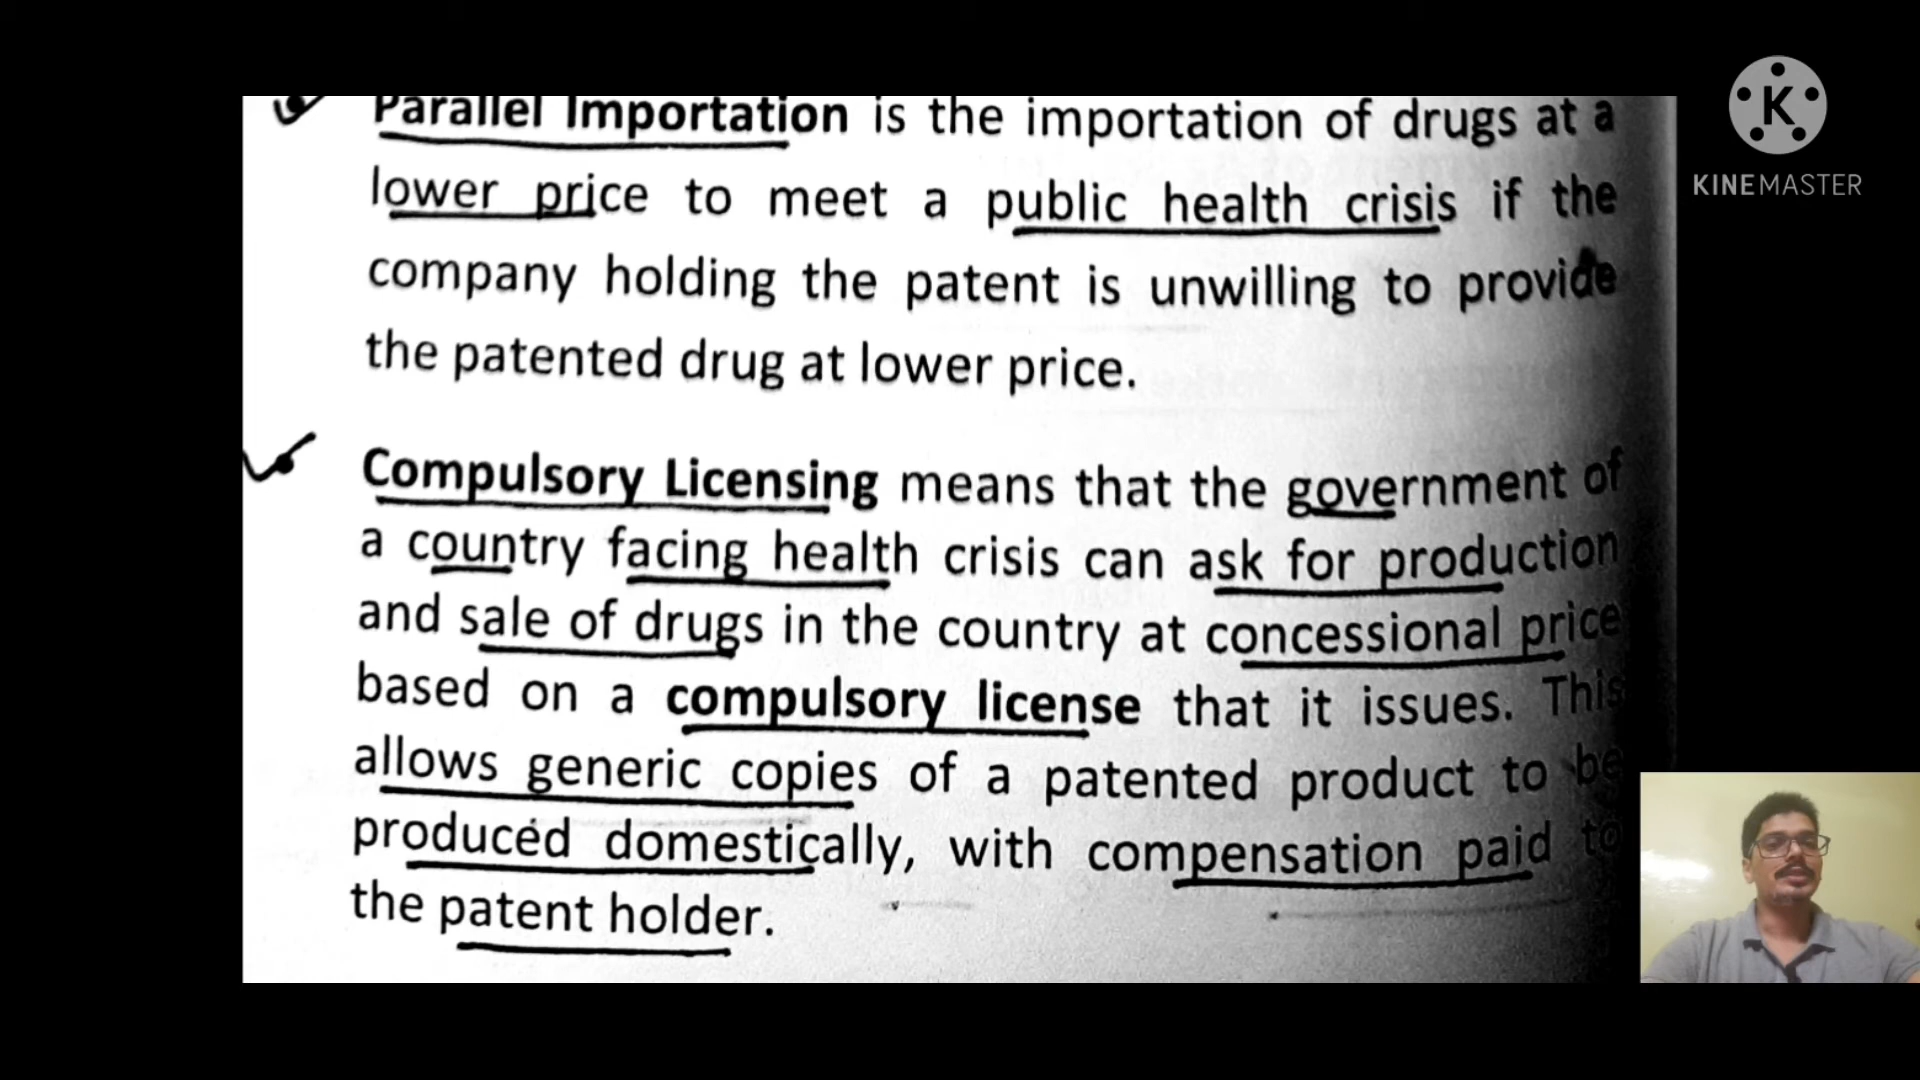 Parallel Importation is the importation of drugs at a
lower price to meet a public health crisis if the
company holding the patent is unwilling to provide
the patented drug at lower price.
Compulsory Licensing means that the government of
a country facing health crisis can ask for production
and sale of drugs in the country at concessional price
based on a compulsory license that it issues. This
allows generic copies of a patented product to be
produced domestically, with compensation paid to
the patent holder.
K
KINEMASTER